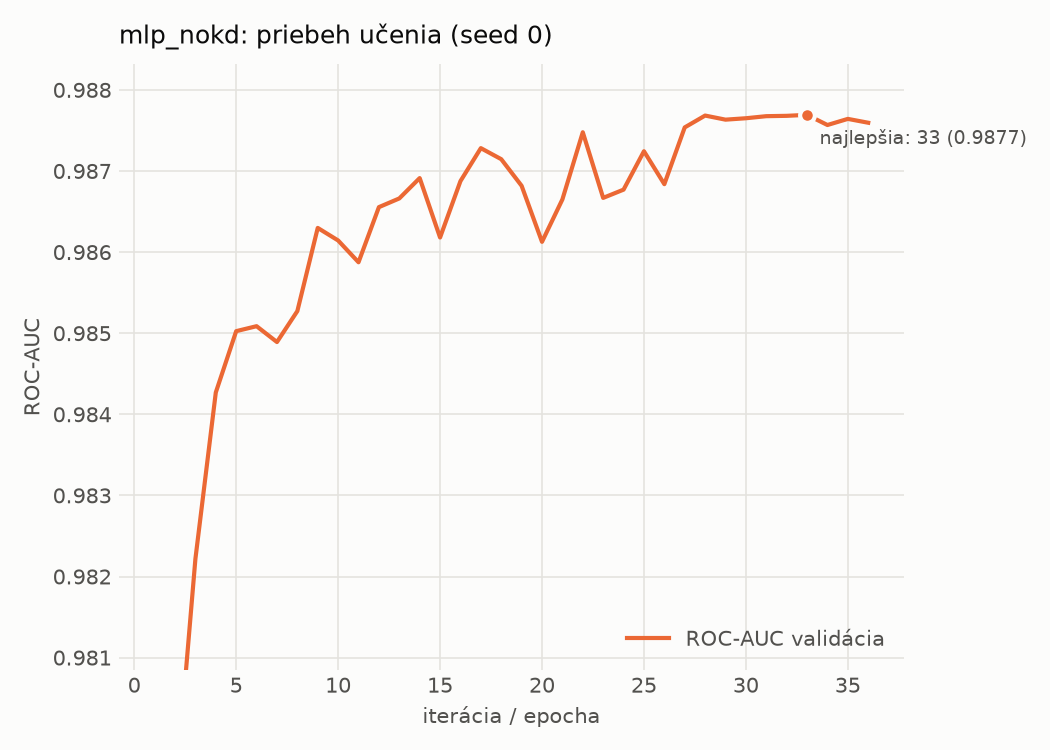 mlp_nokd: priebeh učenia (seed 0)
0.988
0.987
0.986
0.985
0.984
0.983
0.982
0.981
ROC-AUC
najlepšia: 33 (0.9877)
ROC-AUC validácia
0 5 10 15 20 25 30 35
iterácia / epocha